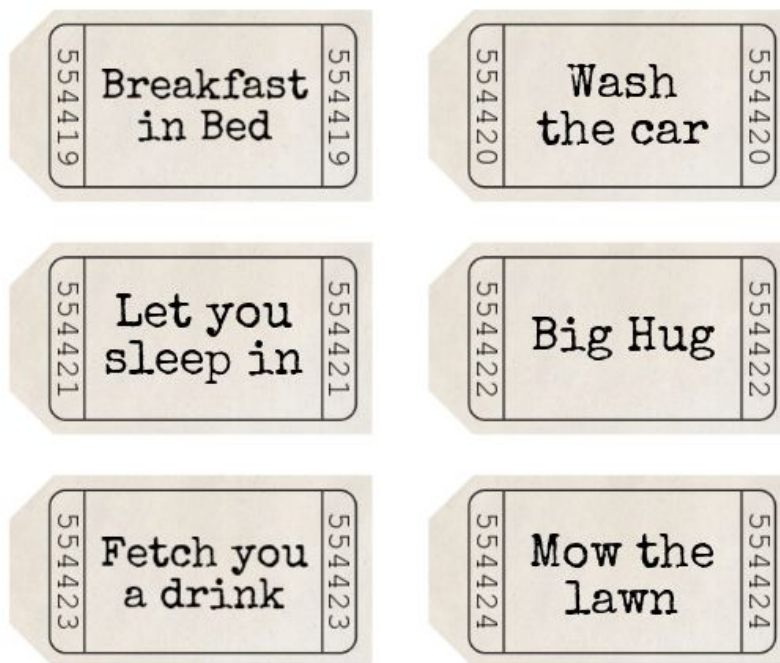 554419
Breakfast
in Bed
554419
554420
Wash
the car
554420
554421
Let you
sleep in
554421
554422
Big Hug
554422
554423
Fetch you
a drink
554423
554424
Mow the
lawn
554424